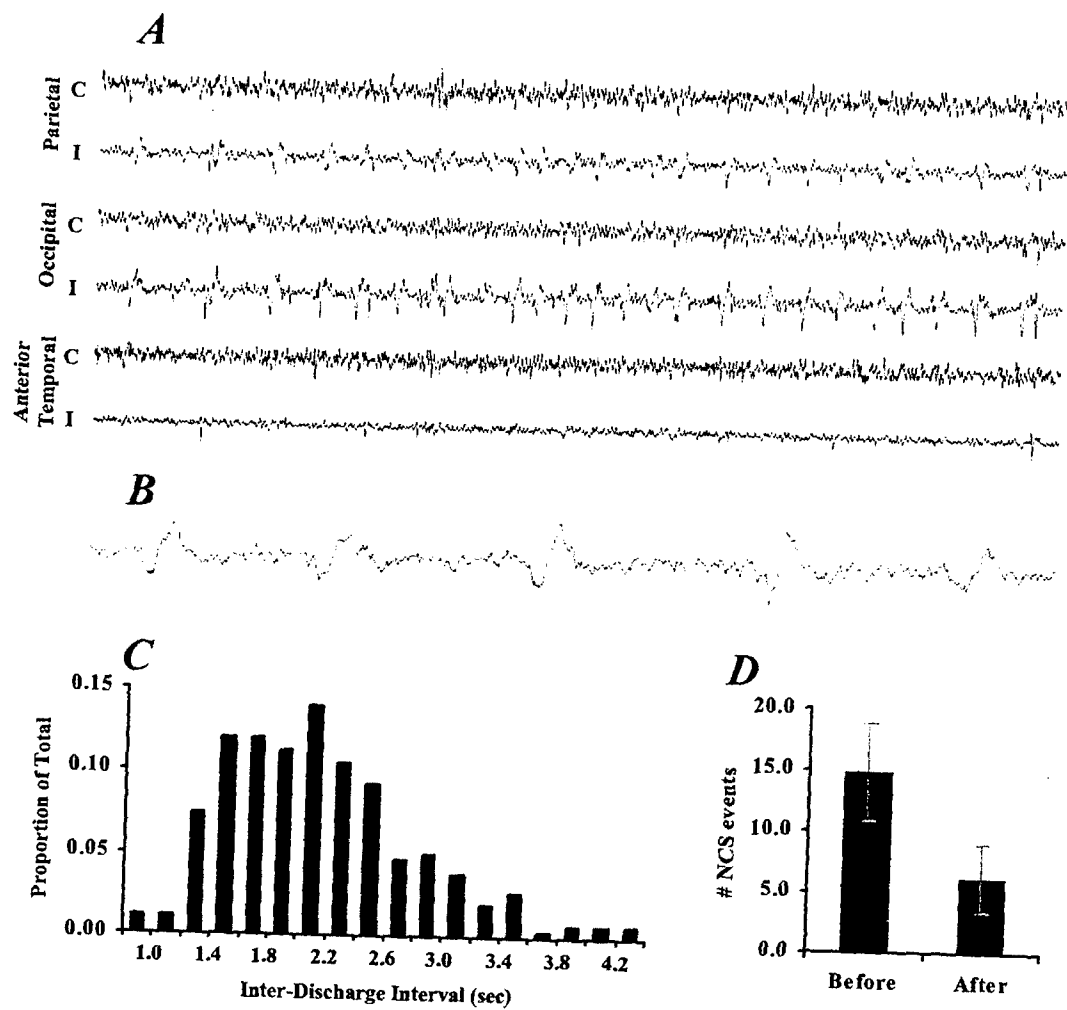 A
Parietal
C
I
Occipital
C
I
Anterior
Temporal
C
I
B
C
Proportion of Total
0.15
0.10
0.05
0.00
1.0 1.4 1.8 2.2 2.6 3.0 3.4 3.8 4.2
Inter-Discharge Interval (sec)
D
# NCS events
20.0
15.0
10.0
5.0
0.0
Before After